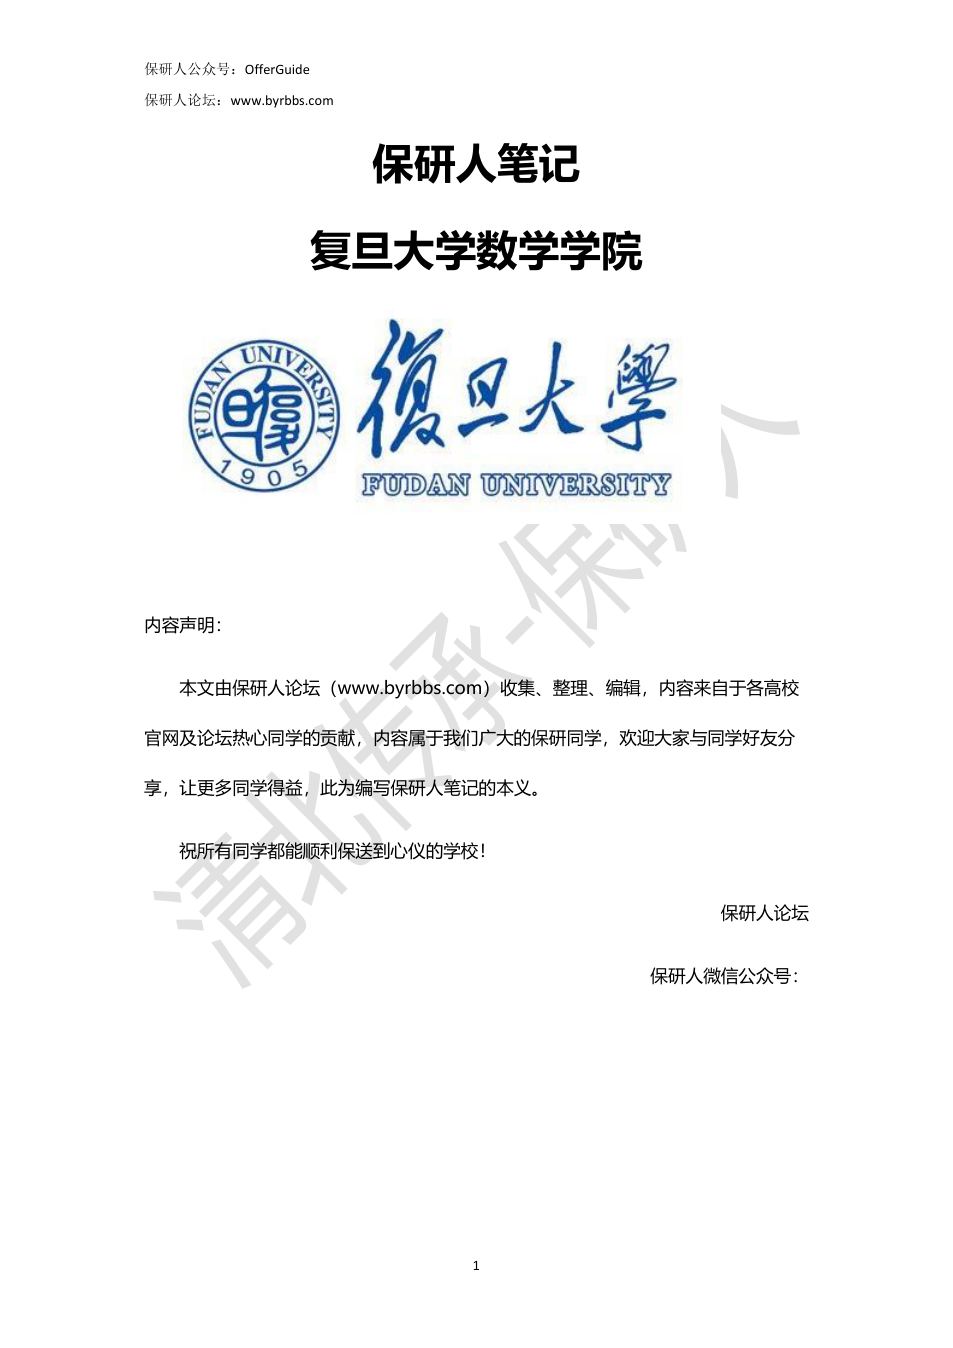 保研人公众号：OfferGuide
保研人论坛：www.byrbbs.com
保研人笔记
复旦大学数学学院
FUDAN UNIVERSITY
1905
復旦大學
FUDAN UNIVERSITY
清北传承-保研人
内容声明：
本文由保研人论坛（www.byrbbs.com）收集、整理、编辑，内容来自于各高校
官网及论坛热心同学的贡献，内容属于我们广大的保研同学，欢迎大家与同学好友分
享，让更多同学得益，此为编写保研人笔记的本义。
祝所有同学都能顺利保送到心仪的学校！
保研人论坛
保研人微信公众号：
1